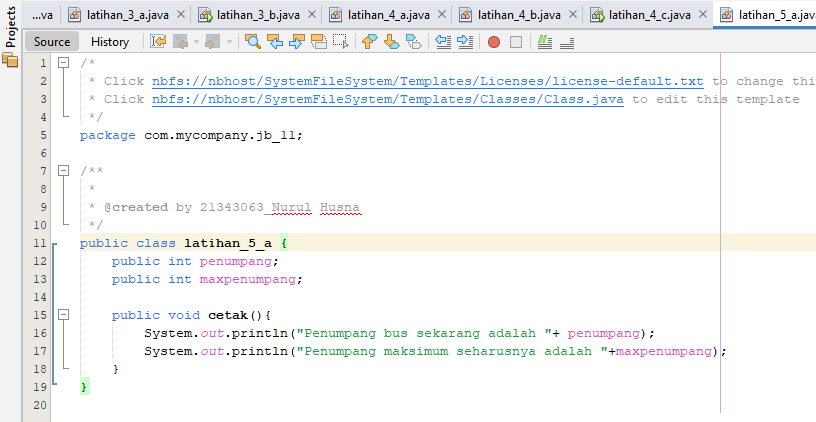 Projects
...va latihan_3_a.java latihan_3_b.java latihan_4_a.java latihan_4_b.java latihan_4_c.java latihan_5_a.java
Source History
1 /*
2 * Click nbfs://nbhost/SystemFileSystem/Templates/Licenses/license-default.txt to change thi
3 * Click nbfs://nbhost/SystemFileSystem/Templates/Classes/Class.java to edit this template
4 */
5 package com.mycompany.jb_11;
6
7 /**
8 *
9 * @created by 21343063_Nurul Husna
10 */
11 public class latihan_5_a {
12 public int penumpang;
13 public int maxpenumpang;
14
15 public void cetak(){
16 System.out.println("Penumpang bus sekarang adalah "+ penumpang);
17 System.out.println("Penumpang maksimum seharusnya adalah "+maxpenumpang);
18 }
19 }
20